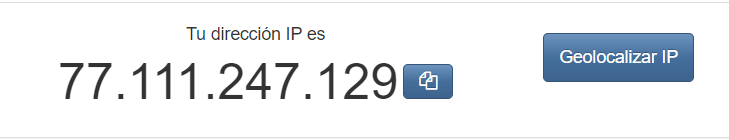 Tu dirección IP es
77.111.247.129
Geolocalizar IP